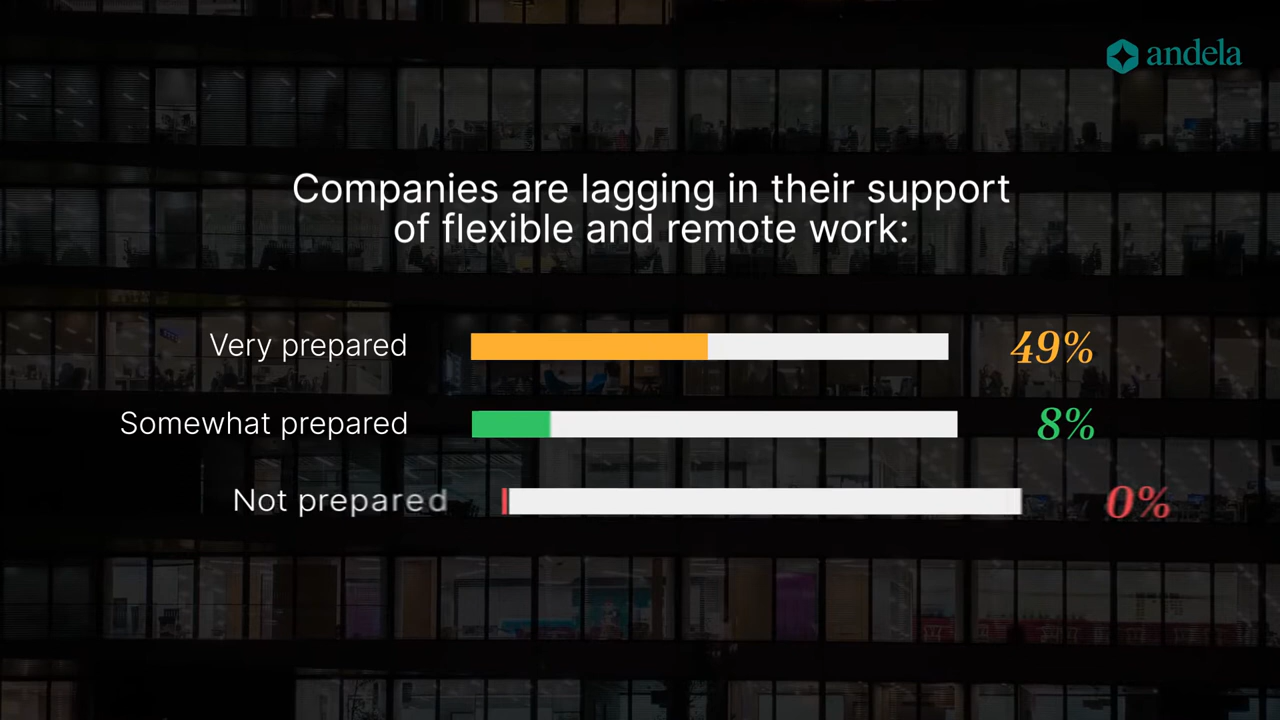 andela
Companies are lagging in their support
of flexible and remote work:
Very prepared 49%
Somewhat prepared 8%
Not prepared 0%